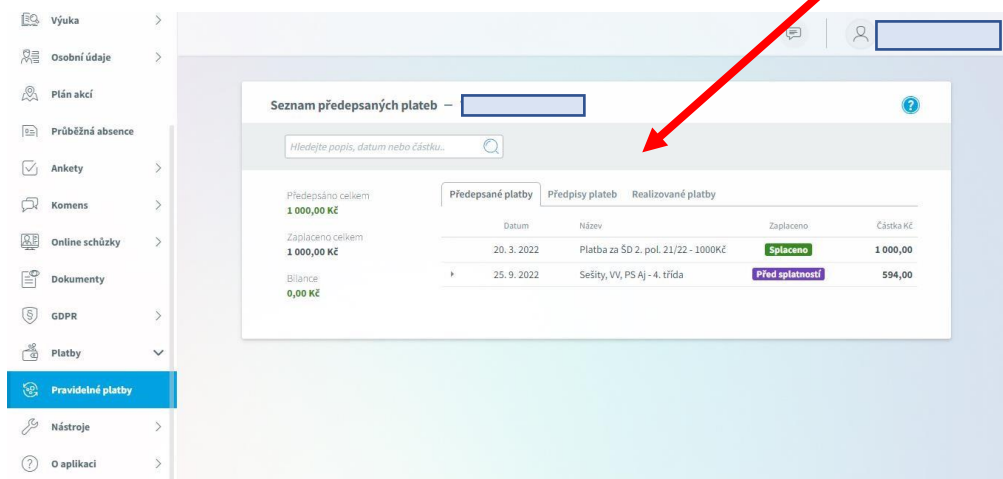 Výuka
Osobní údaje
Plán akcí
Průběžná absence
Ankety
Komens
Online schůzky
Dokumenty
GDPR
Platby
Pravidelné platby
Nástroje
O aplikaci
Seznam předepsaných plateb –
Hledejte popis, datum nebo částku..
Předepsáno celkem
1 000,00 Kč
Zaplaceno celkem
1 000,00 Kč
Bilance
0,00 Kč
Předepsané platby Předpisy plateb Realizované platby
Datum Název Zaplaceno Částka Kč
20. 3. 2022 Platba za ŠD 2. pol. 21/22 - 1000Kč Splaceno 1 000,00
25. 9. 2022 Sešity, VV, PS Aj - 4. třída Před splatností 594,00